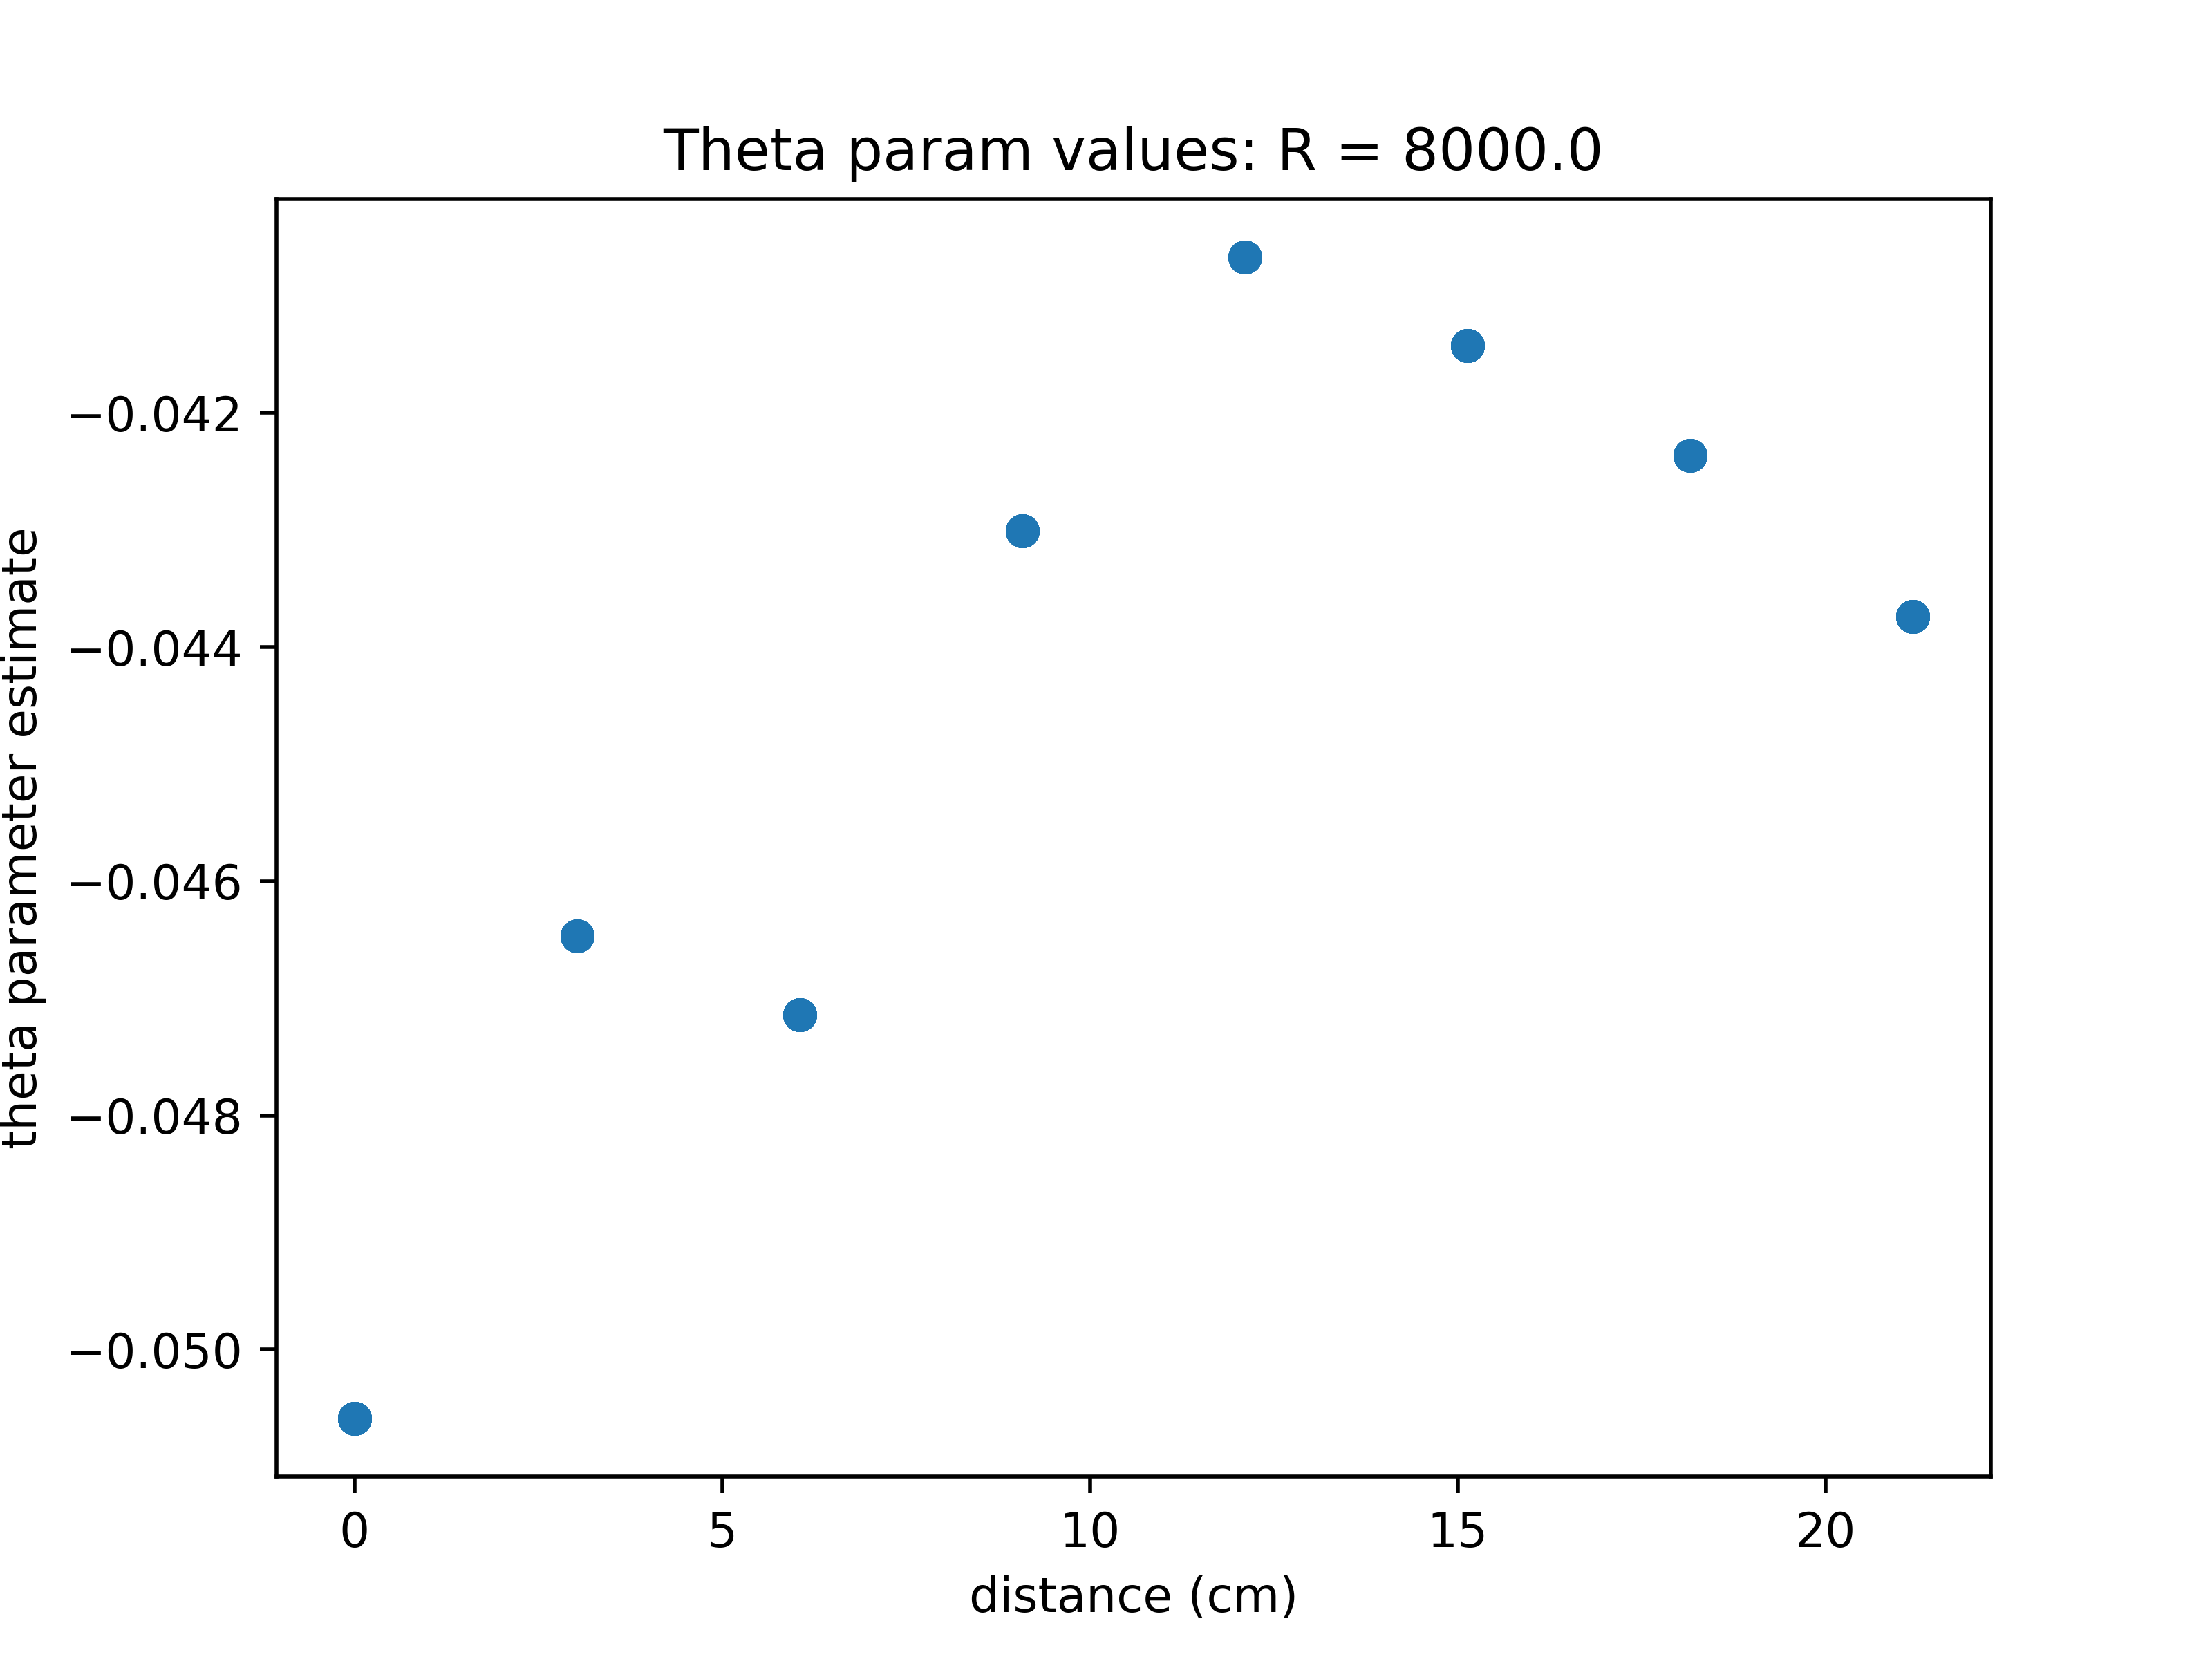 Theta param values: R = 8000.0
theta parameter estimate
−0.042
−0.044
−0.046
−0.048
−0.050
0 5 10 15 20
distance (cm)